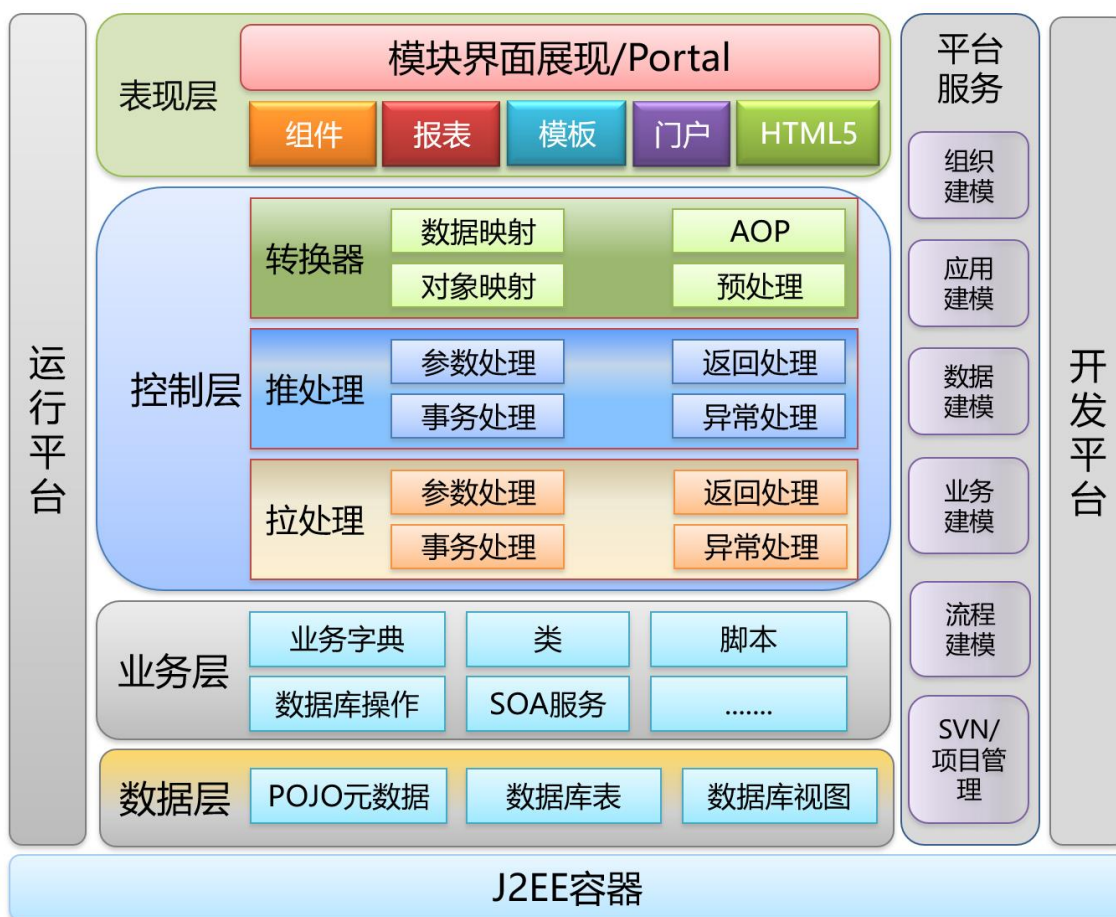 运行平台
表现层
模块界面展现/Portal
组件
报表
模板
门户
HTML5
控制层
转换器
数据映射
AOP
对象映射
预处理
推处理
参数处理
返回处理
事务处理
异常处理
拉处理
参数处理
返回处理
事务处理
异常处理
业务层
业务字典
类
脚本
数据库操作
SOA服务
.......
数据层
POJO元数据
数据库表
数据库视图
平台
服务
组织
建模
应用
建模
数据
建模
业务
建模
流程
建模
SVN/
项目管
理
开发平台
J2EE容器